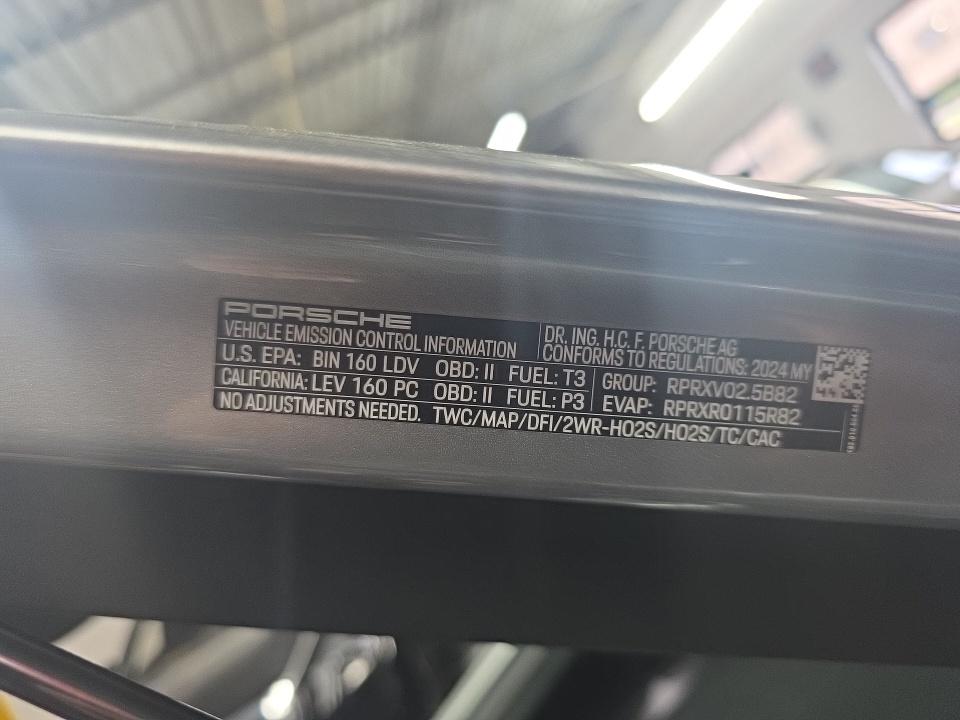 PORSCHE
VEHICLE EMISSION CONTROL INFORMATION
DR. ING. H.C. F. PORSCHE AG
CONFORMS TO REGULATIONS: 2024 MY
U.S. EPA: BIN 160 LDV OBD: II FUEL: T3
GROUP: RPRXV02.5B82
CALIFORNIA: LEV 160 PC OBD: II FUEL: P3
EVAP: RPRXR0115R82
NO ADJUSTMENTS NEEDED. TWC/MAP/DFI/2WR-HO2S/HO2S/TC/CAC